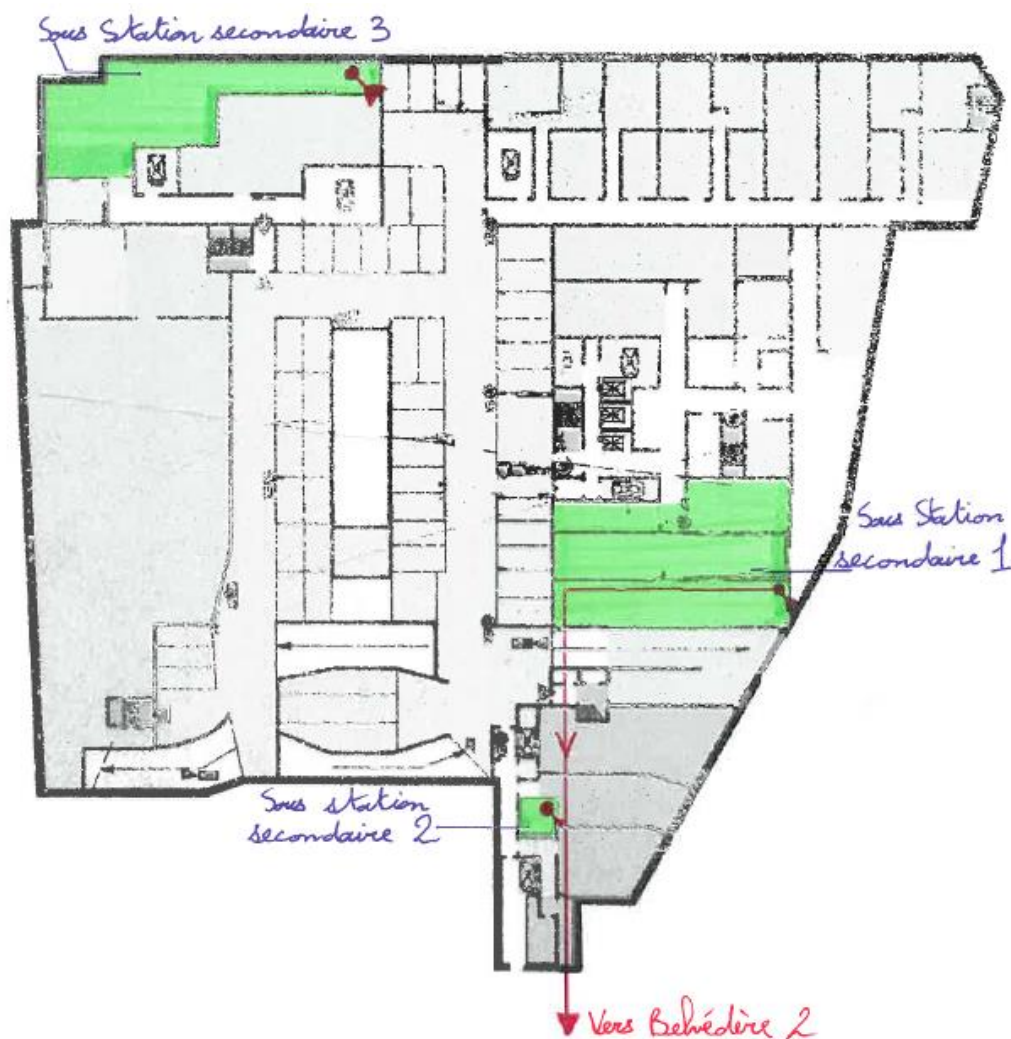 Sous Station secondaire 3
Sous Station
secondaire 1
Sous station
secondaire 2
Vers Belvédère 2